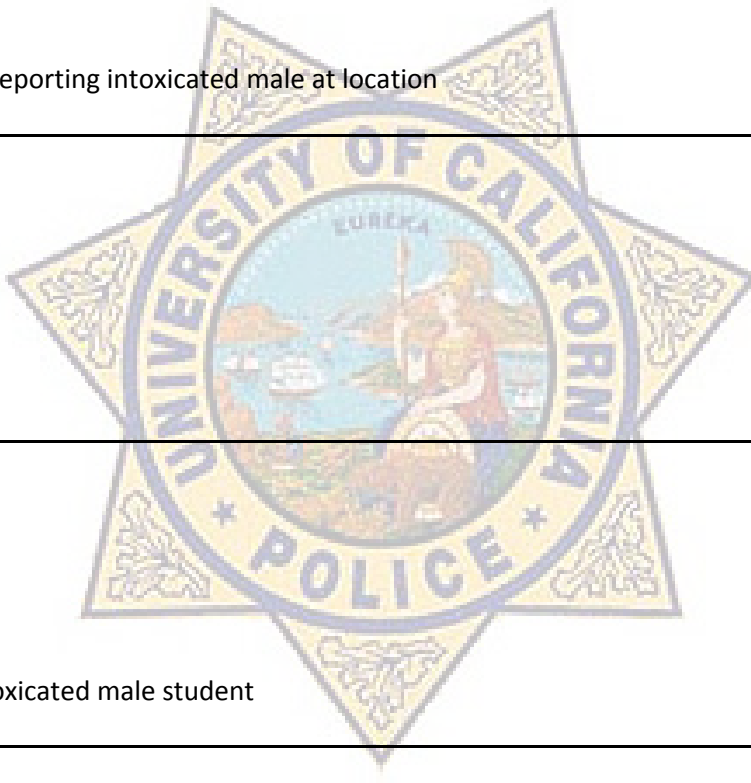 eporting intoxicated male at location
UNIVERSITY OF CALIFORNIA
EUREKA
★ POLICE ★
oxicated male student